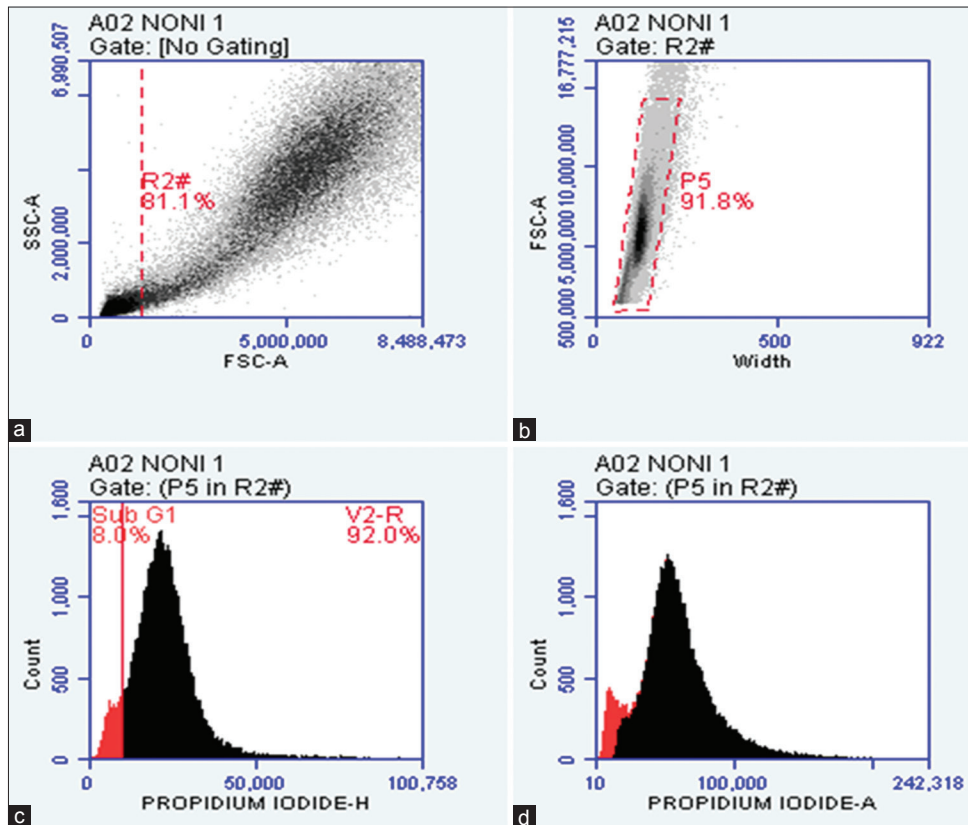 A02 NONI 1
Gate: [No Gating]
6,990,507
2,000,000
0
SSC-A
R2#
81.1%
0
5,000,000
8,488,473
FSC-A
a
A02 NONI 1
Gate: R2#
16,777,215
10,000,000
5,000,000
500,000
FSC-A
P5
91.8%
0
500
922
Width
b
A02 NONI 1
Gate: (P5 in R2#)
1,600
1,000
500
0
Count
Sub G1
8.0%
V2-R
92.0%
0
50,000
100,758
PROPIDIUM IODIDE-H
c
A02 NONI 1
Gate: (P5 in R2#)
1,600
1,000
500
0
Count
10
100,000
242,318
PROPIDIUM IODIDE-A
d